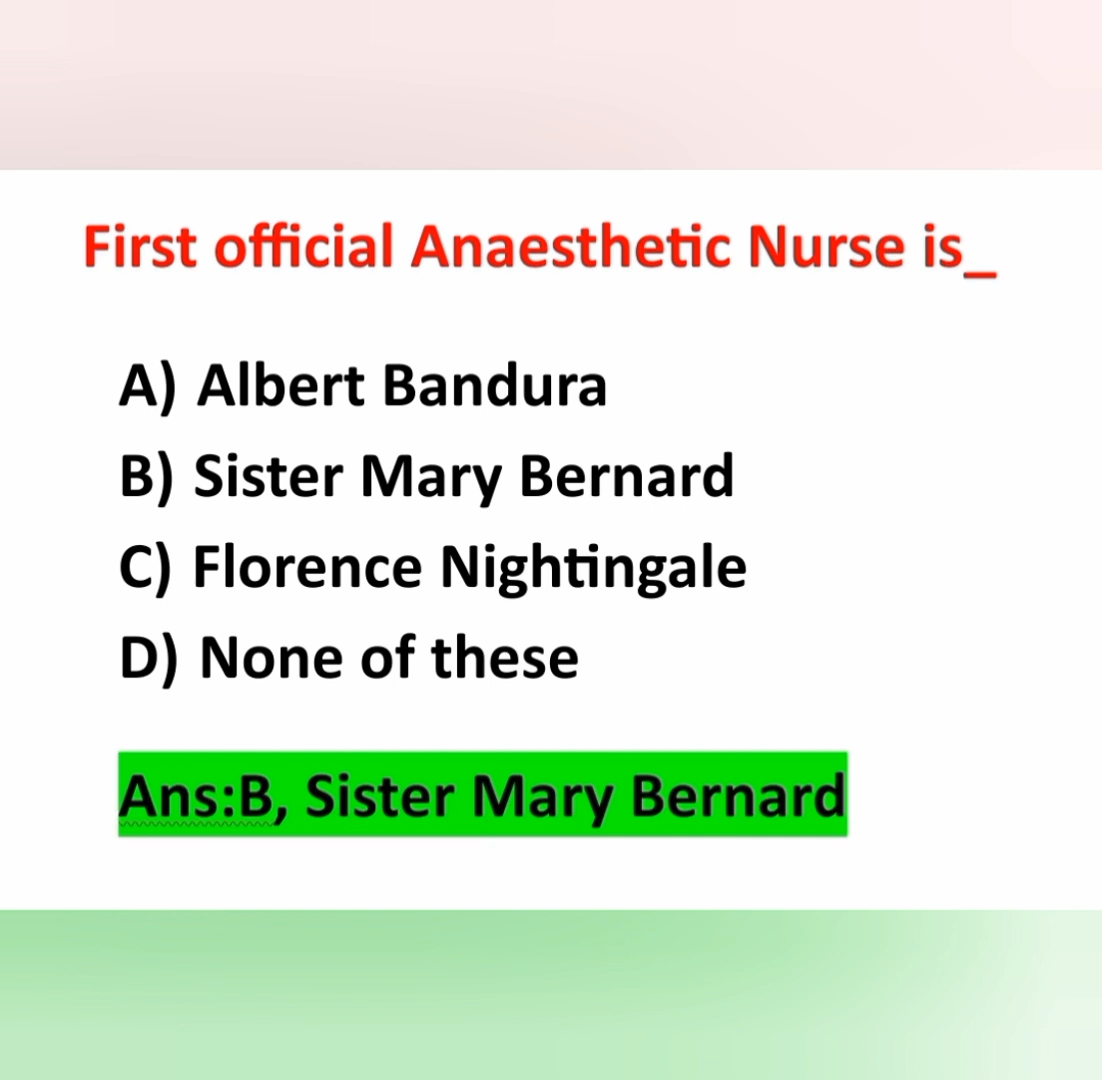 First official Anaesthetic Nurse is_
A) Albert Bandura
B) Sister Mary Bernard
C) Florence Nightingale
D) None of these
Ans:B, Sister Mary Bernard